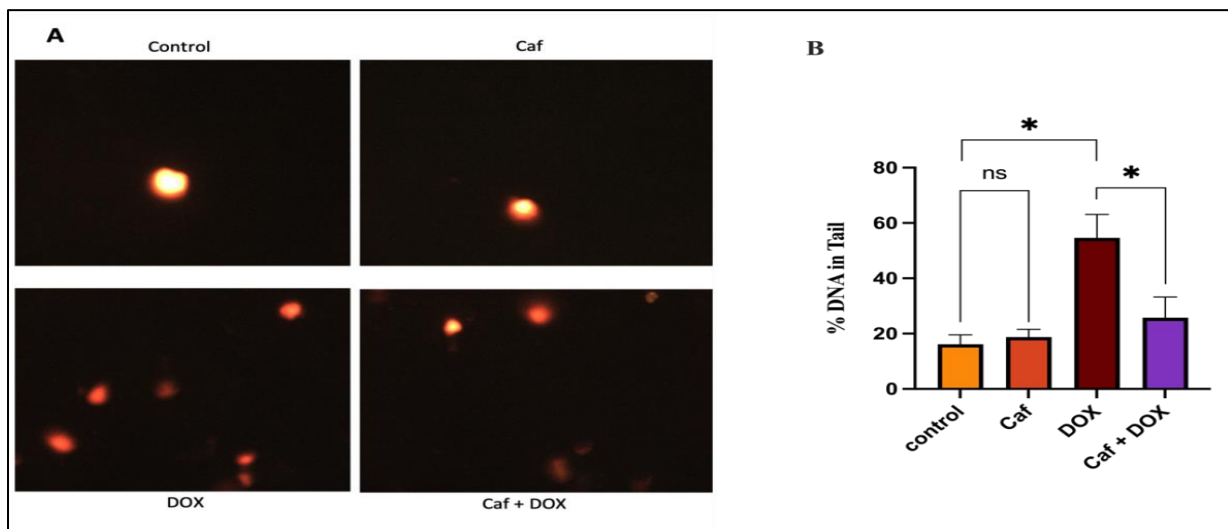 A
Control
Caf
DOX
Caf + DOX
B
*
*
ns
% DNA in Tail
80
60
40
20
0
control
Caf
DOX
Caf + DOX